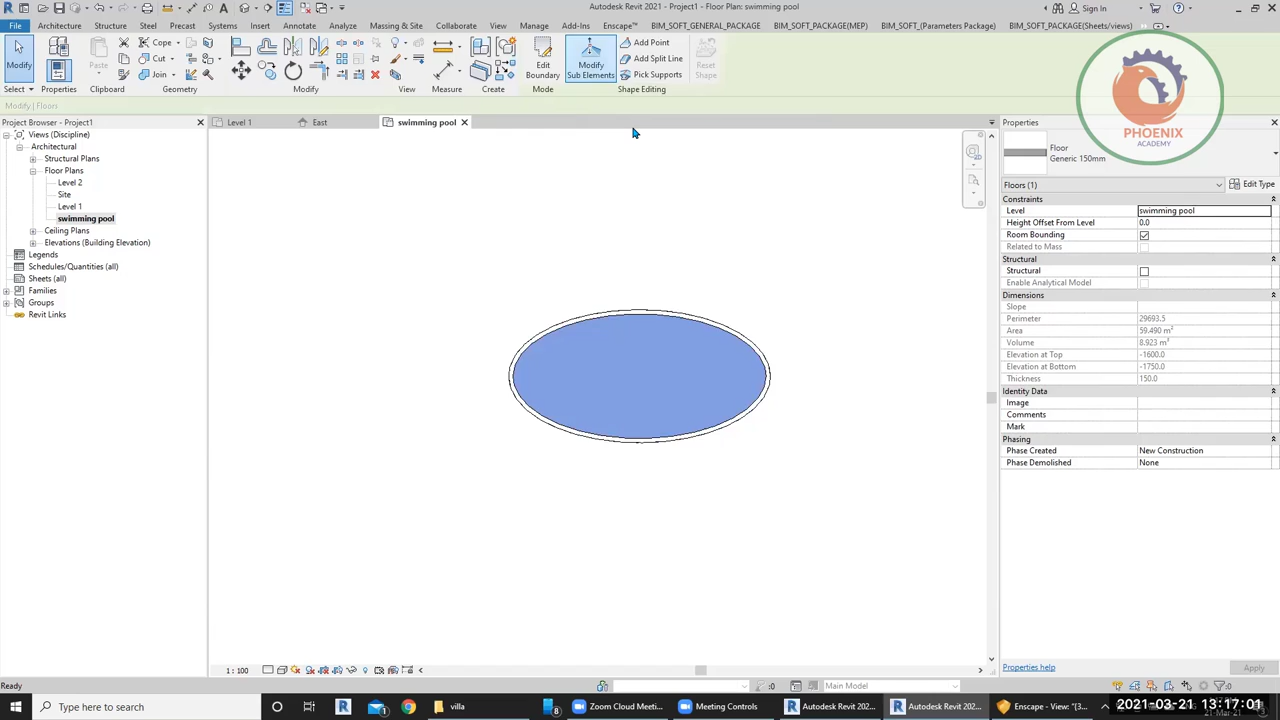 Autodesk Revit 2021 - Project1 - Floor Plan: swimming pool
Sign In
File Architecture Structure Steel Precast Systems Insert Annotate Analyze Massing & Site Collaborate View Manage Add-Ins Enscape™ BIM_SOFT_GENERAL_PACKAGE BIM_SOFT_PACKAGE(MEP) BIM_SOFT_(Parameters Package) BIM_SOFT_PACKAGE(Sheets/views)
Modify
Properties
Paste
Cope
Cut
Join
Edit
Boundary
Modify
Sub Elements
Add Point
Add Split Line
Pick Supports
Reset
Shape
Select Properties Clipboard Geometry Modify View Measure Create Mode Shape Editing
Modify | Floors
PHOENIX
ACADEMY
Project Browser - Project1
Level 1 East swimming pool
Views (Discipline)
Architectural
Structural Plans
Floor Plans
Level 2
Site
Level 1
swimming pool
Ceiling Plans
Elevations (Building Elevation)
Legends
Schedules/Quantities (all)
Sheets (all)
Families
Groups
Revit Links
Properties
Floor
Generic 150mm
Floors (1) Edit Type
Constraints
Level swimming pool
Height Offset From Level 0.0
Room Bounding
Related to Mass
Structural
Structural
Enable Analytical Model
Dimensions
Slope
Perimeter 29693.5
Area 59.490 m²
Volume 8.923 m³
Elevation at Top -1600.0
Elevation at Bottom -1750.0
Thickness 150.0
Identity Data
Image
Comments
Mark
Phasing
Phase Created New Construction
Phase Demolished None
Properties help Apply
1 : 100
Ready :0 Main Model :0
Type here to search
1
villa
8
Zoom Cloud Meeti...
Meeting Controls
Autodesk Revit 202...
Autodesk Revit 202...
Enscape - View: "{3...
2021-03-21 13:17:01
21-Mar-21